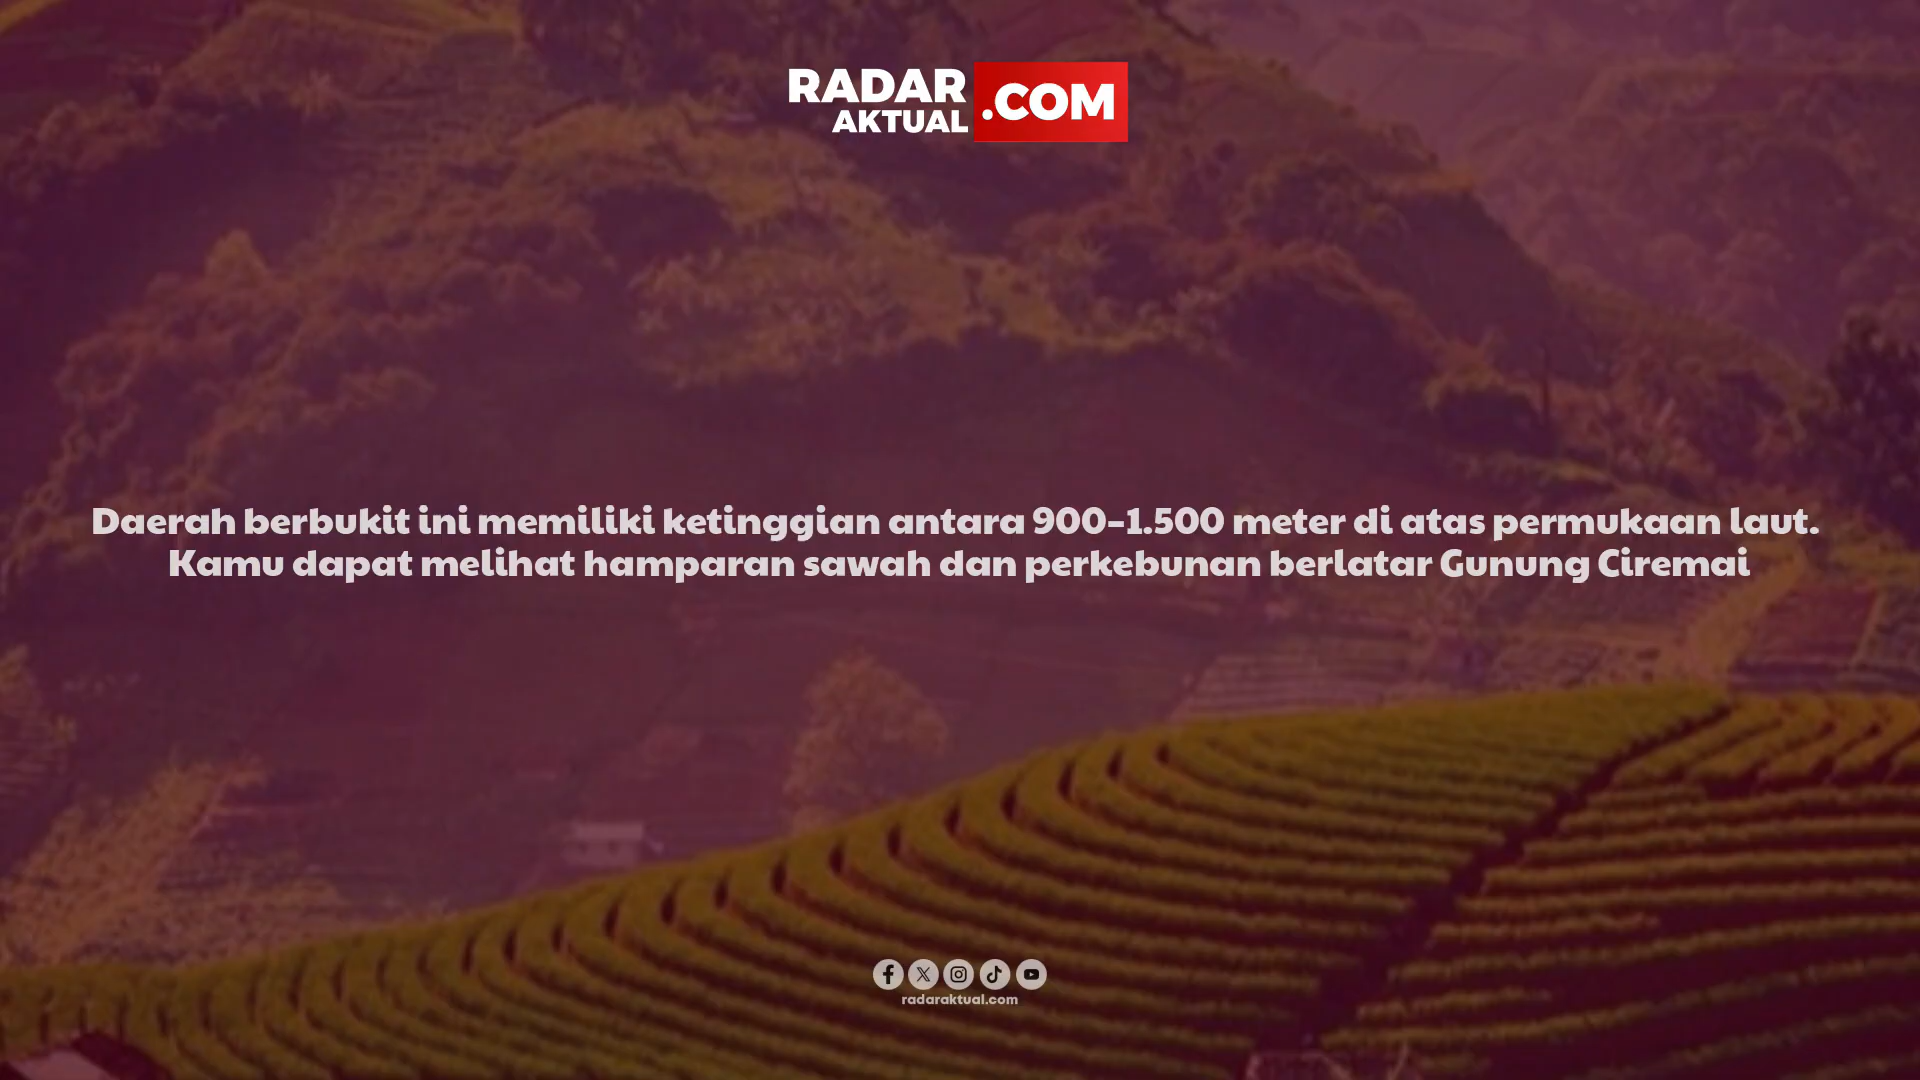 RADAR
AKTUAL
.COM
Daerah berbukit ini memiliki ketinggian antara 900–1.500 meter di atas permukaan laut.
Kamu dapat melihat hamparan sawah dan perkebunan berlatar Gunung Ciremai
radaraktual.com